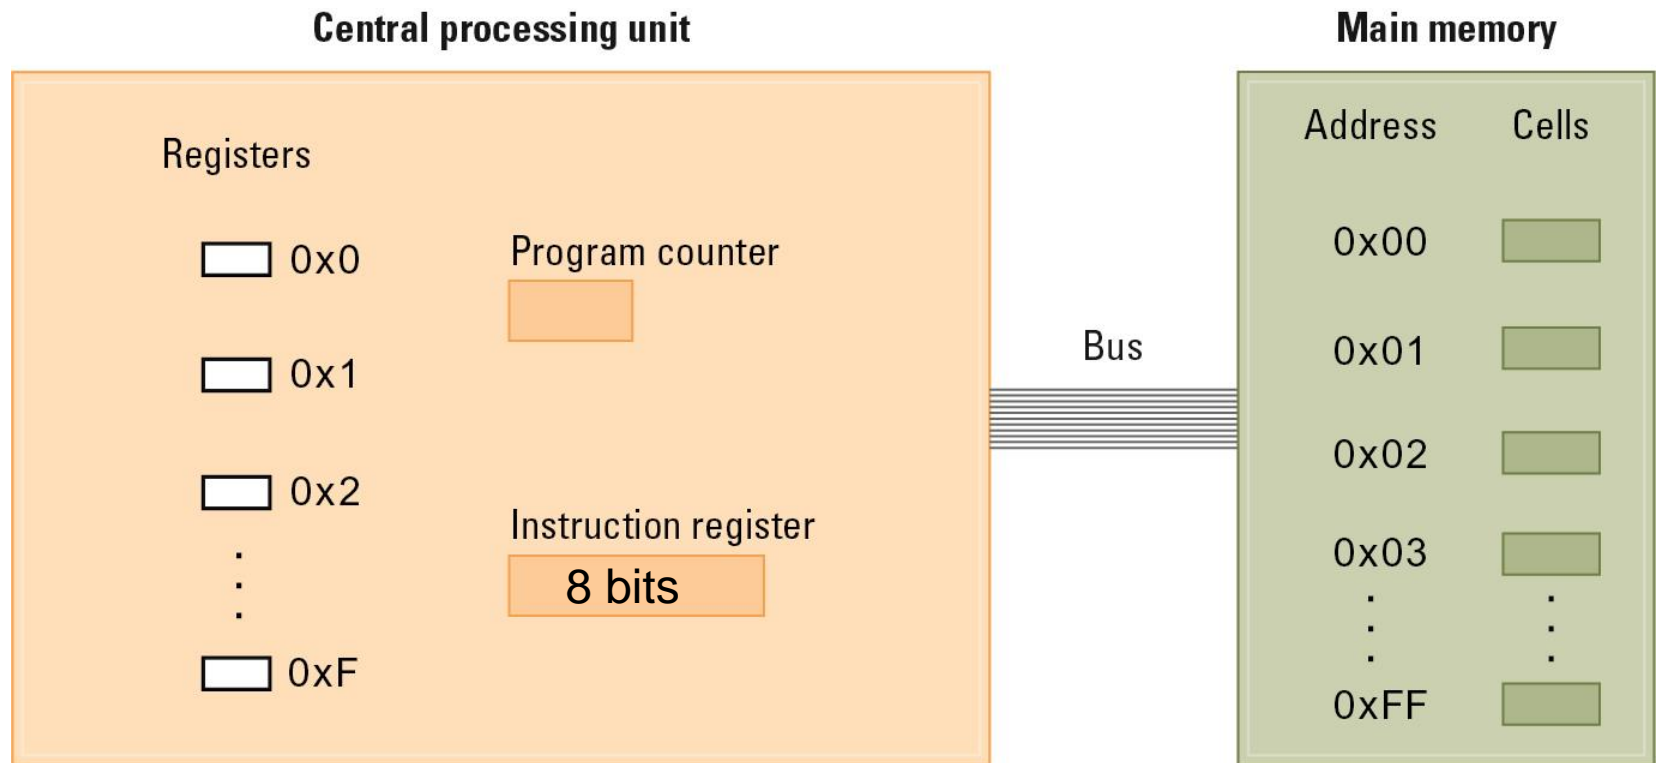 Central processing unit
Registers
0x0
0x1
0x2
0xF
Program counter
Instruction register
8 bits
Bus
Main memory
Address Cells
0x00
0x01
0x02
0x03
0xFF